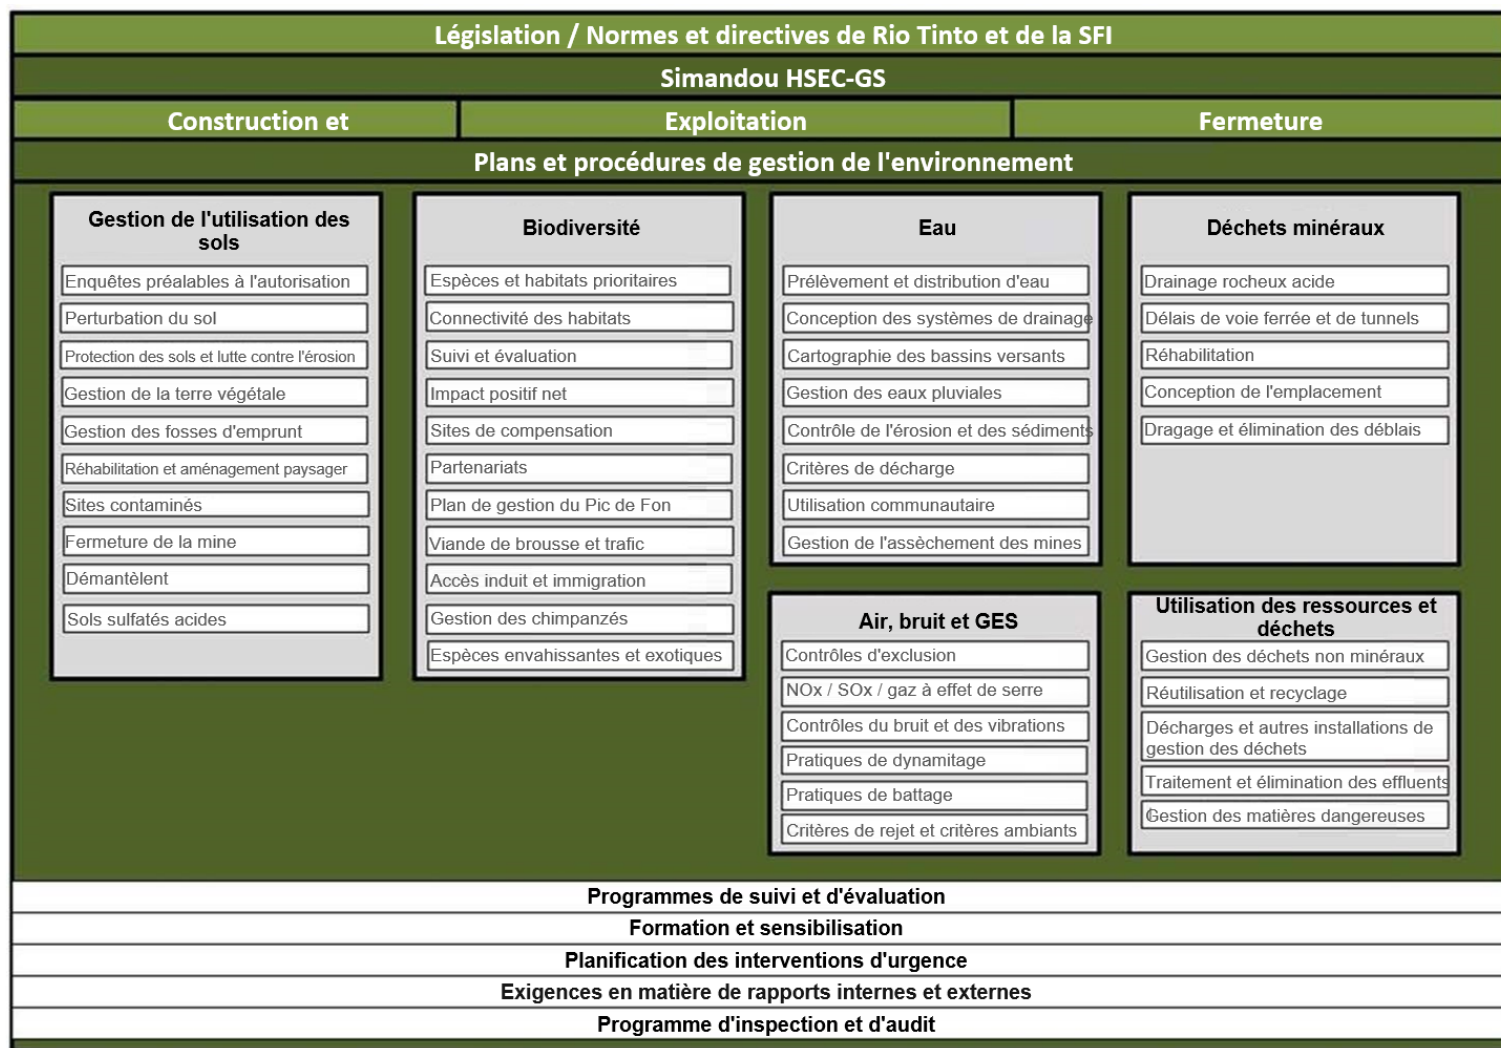 Législation / Normes et directives de Rio Tinto et de la SFI
Simandou HSEC-GS
Construction et
Exploitation
Fermeture
Plans et procédures de gestion de l'environnement
Gestion de l'utilisation des
sols
Enquêtes préalables à l'autorisation
Perturbation du sol
Protection des sols et lutte contre l'érosion
Gestion de la terre végétale
Gestion des fosses d'emprunt
Réhabilitation et aménagement paysager
Sites contaminés
Fermeture de la mine
Démantèlent
Sols sulfatés acides
Biodiversité
Espèces et habitats prioritaires
Connectivité des habitats
Suivi et évaluation
Impact positif net
Sites de compensation
Partenariats
Plan de gestion du Pic de Fon
Viande de brousse et trafic
Accès induit et immigration
Gestion des chimpanzés
Espèces envahissantes et exotiques
Eau
Prélèvement et distribution d'eau
Conception des systèmes de drainage
Cartographie des bassins versants
Gestion des eaux pluviales
Contrôle de l'érosion et des sédiments
Critères de décharge
Utilisation communautaire
Gestion de l'assèchement des mines
Déchets minéraux
Drainage rocheux acide
Délais de voie ferrée et de tunnels
Réhabilitation
Conception de l'emplacement
Dragage et élimination des déblais
Air, bruit et GES
Contrôles d'exclusion
NOx / SOx / gaz à effet de serre
Contrôles du bruit et des vibrations
Pratiques de dynamitage
Pratiques de battage
Critères de rejet et critères ambiants
Utilisation des ressources et
déchets
Gestion des déchets non minéraux
Réutilisation et recyclage
Décharges et autres installations de
gestion des déchets
Traitement et élimination des effluents
Gestion des matières dangereuses
Programmes de suivi et d'évaluation
Formation et sensibilisation
Planification des interventions d'urgence
Exigences en matière de rapports internes et externes
Programme d'inspection et d'audit